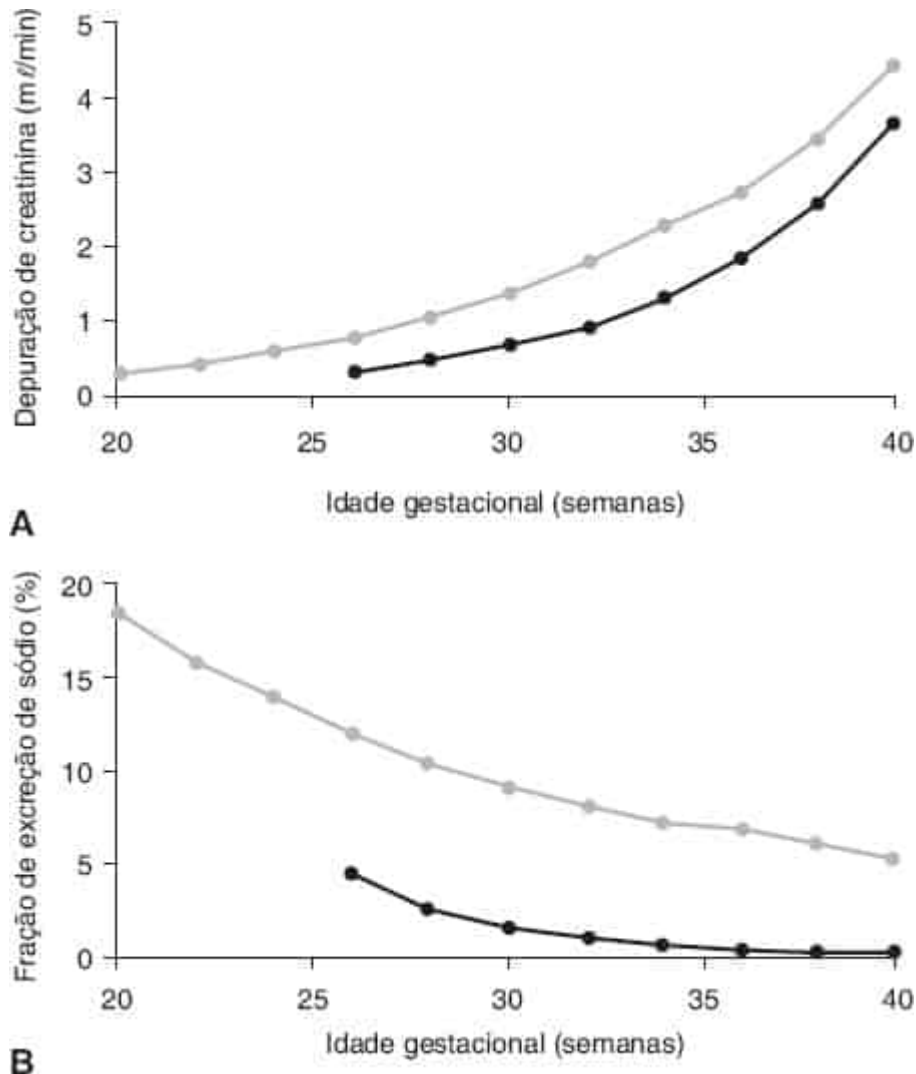 Depuração de creatinina (mℓ/min)
5
4
3
2
1
0
20 25 30 35 40
Idade gestacional (semanas)
A
Fração de excreção de sódio (%)
20
15
10
5
0
20 25 30 35 40
Idade gestacional (semanas)
B